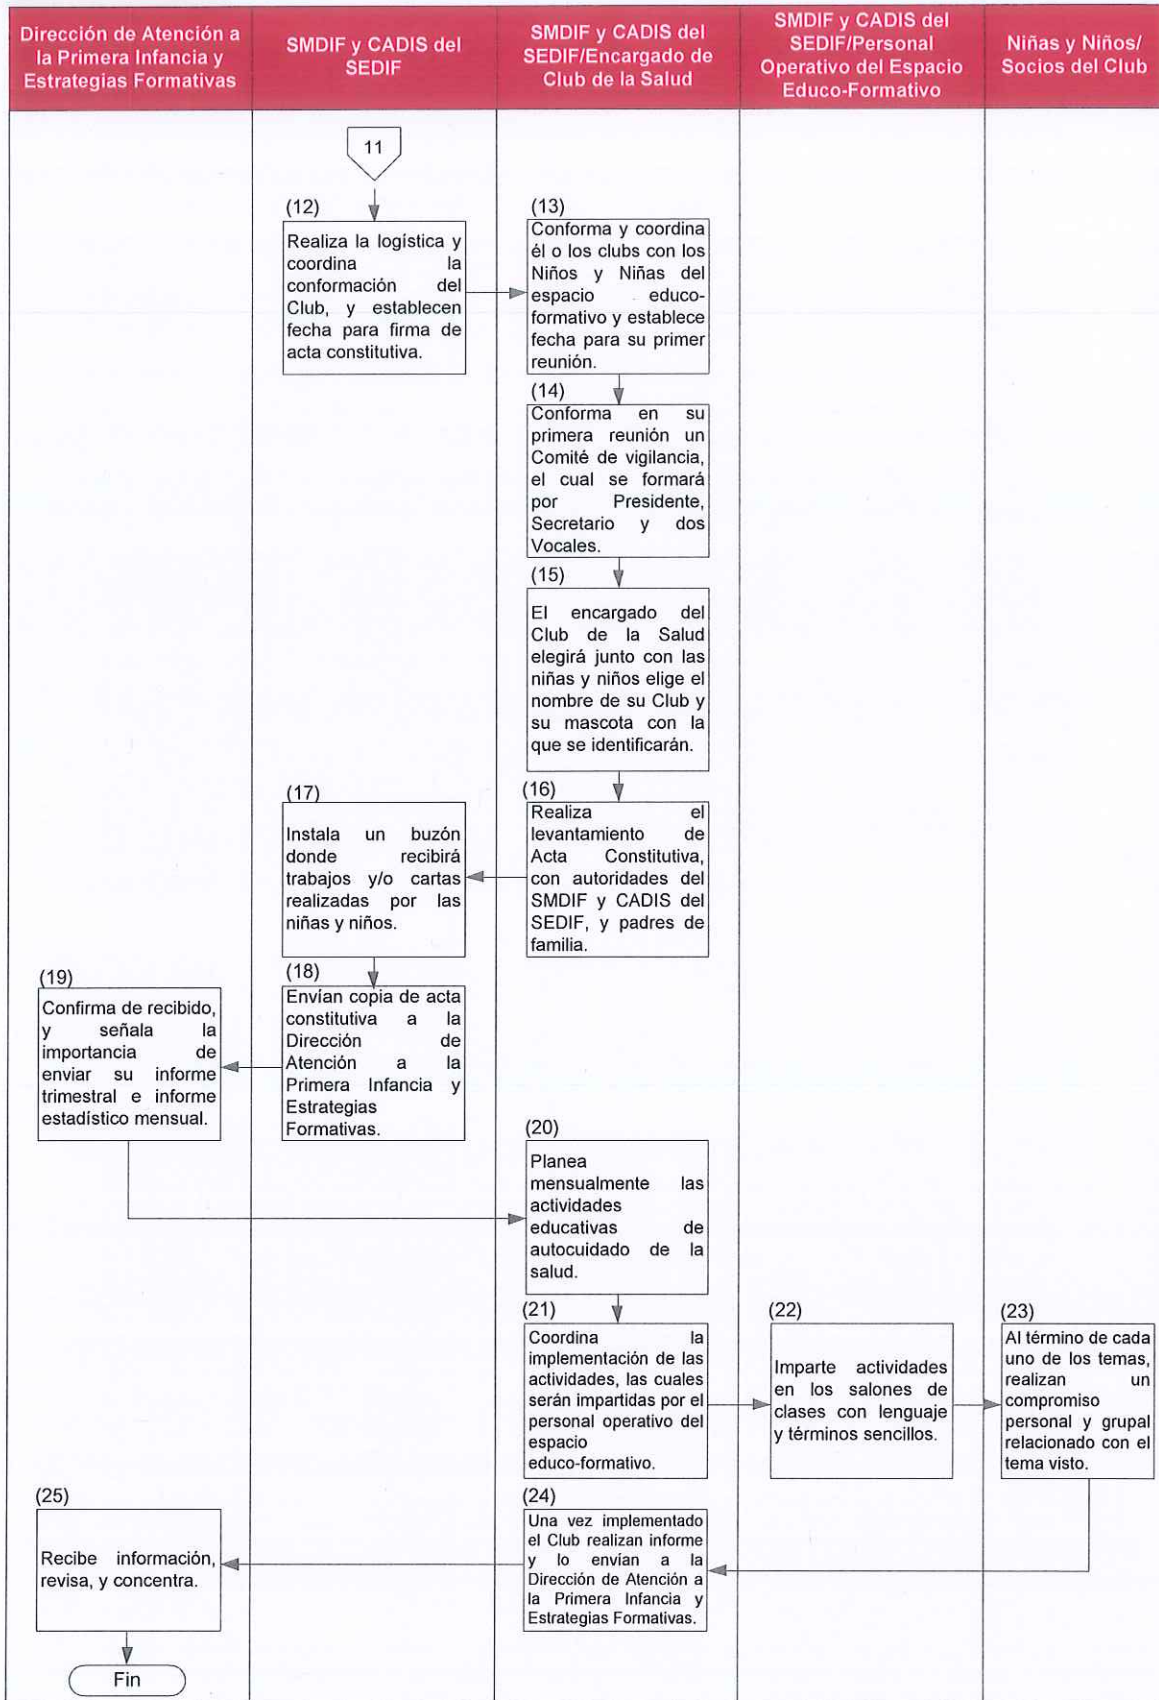 Dirección de Atención a
la Primera Infancia y
Estrategias Formativas
SMDIF y CADIS del
SEDIF
SMDIF y CADIS del
SEDIF/Encargado de
Club de la Salud
SMDIF y CADIS del
SEDIF/Personal
Operativo del Espacio
Educo-Formativo
Niñas y Niños/
Socios del Club
11
(12)
Realiza la logística y
coordina la
conformación del
Club, y establecen
fecha para firma de
acta constitutiva.
(13)
Conforma y coordina
él o los clubs con los
Niños y Niñas del
espacio educo-
formativo y establece
fecha para su primer
reunión.
(14)
Conforma en su
primera reunión un
Comité de vigilancia,
el cual se formará
por Presidente,
Secretario y dos
Vocales.
(15)
El encargado del
Club de la Salud
elegirá junto con las
niñas y niños elige el
nombre de su Club y
su mascota con la
que se identificarán.
(16)
Realiza el
levantamiento de
Acta Constitutiva,
con autoridades del
SMDIF y CADIS del
SEDIF, y padres de
familia.
(17)
Instala un buzón
donde recibirá
trabajos y/o cartas
realizadas por las
niñas y niños.
(18)
Envían copia de acta
constitutiva a la
Dirección de
Atención a la
Primera Infancia y
Estrategias
Formativas.
(19)
Confirma de recibido,
y señala la
importancia de
enviar su informe
trimestral e informe
estadístico mensual.
(20)
Planea
mensualmente las
actividades
educativas de
autocuidado de la
salud.
(21)
Coordina la
implementación de las
actividades, las cuales
serán impartidas por el
personal operativo del
espacio
educo-formativo.
(22)
Imparte actividades
en los salones de
clases con lenguaje
y términos sencillos.
(23)
Al término de cada
uno de los temas,
realizan un
compromiso
personal y grupal
relacionado con el
tema visto.
(24)
Una vez implementado
el Club realizan informe
y lo envían a la
Dirección de Atención a
la Primera Infancia y
Estrategias Formativas.
(25)
Recibe información,
revisa, y concentra.
Fin